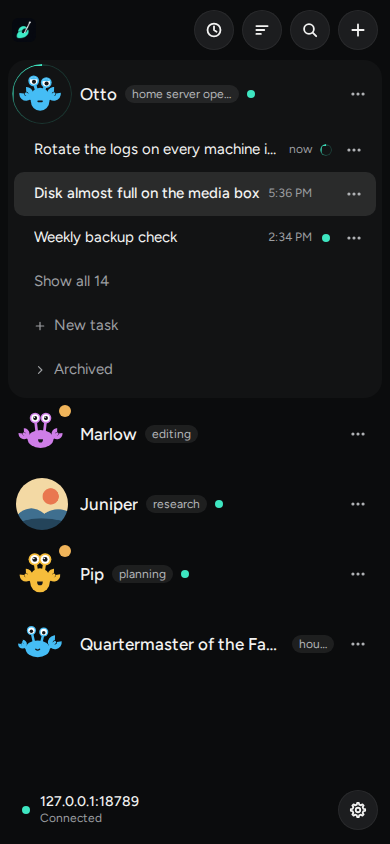 Otto home server ope...
Rotate the logs on every machine i... now
Disk almost full on the media box 5:36 PM
Weekly backup check 2:34 PM
Show all 14
+ New task
> Archived
Marlow editing
Juniper research
Pip planning
Quartermaster of the Fa... hou...
127.0.0.1:18789
Connected